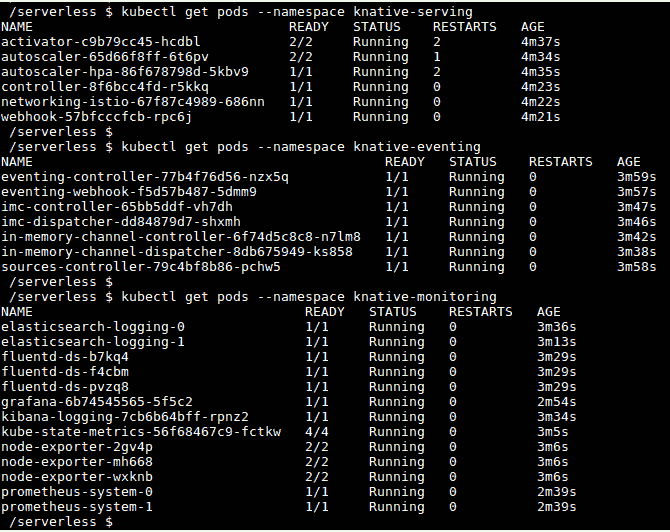 /serverless $ kubectl get pods --namespace knative-serving
NAME READY STATUS RESTARTS AGE
activator-c9b79cc45-hcdbl 2/2 Running 2 4m37s
autoscaler-65d66f8ff-6t6pv 2/2 Running 1 4m34s
autoscaler-hpa-86f678798d-5kbv9 1/1 Running 2 4m35s
controller-8f6bcc4fd-r5kkq 1/1 Running 0 4m23s
networking-istio-67f87c4989-686nn 1/1 Running 0 4m22s
webhook-57bfcccfcb-rpc6j 1/1 Running 0 4m21s
/serverless $
/serverless $ kubectl get pods --namespace knative-eventing
NAME READY STATUS RESTARTS AGE
eventing-controller-77b4f76d56-nzx5q 1/1 Running 0 3m59s
eventing-webhook-f5d57b487-5dmm9 1/1 Running 0 3m57s
imc-controller-65bb5ddf-vh7dh 1/1 Running 0 3m47s
imc-dispatcher-dd84879d7-shxmh 1/1 Running 0 3m46s
in-memory-channel-controller-6f74d5c8c8-n7lm8 1/1 Running 0 3m42s
in-memory-channel-dispatcher-8db675949-ks858 1/1 Running 0 3m38s
sources-controller-79c4bf8b86-pchw5 1/1 Running 0 3m58s
/serverless $
/serverless $ kubectl get pods --namespace knative-monitoring
NAME READY STATUS RESTARTS AGE
elasticsearch-logging-0 1/1 Running 0 3m36s
elasticsearch-logging-1 1/1 Running 0 3m13s
fluentd-ds-b7kq4 1/1 Running 0 3m29s
fluentd-ds-f4cbm 1/1 Running 0 3m29s
fluentd-ds-pvzq8 1/1 Running 0 3m29s
grafana-6b74545565-5f5c2 1/1 Running 0 2m54s
kibana-logging-7cb6b64bff-rpnz2 1/1 Running 0 3m34s
kube-state-metrics-56f68467c9-fctkw 4/4 Running 0 3m5s
node-exporter-2gv4p 2/2 Running 0 3m6s
node-exporter-mh668 2/2 Running 0 3m6s
node-exporter-wxknb 2/2 Running 0 3m6s
prometheus-system-0 1/1 Running 0 2m39s
prometheus-system-1 1/1 Running 0 2m39s
/serverless $